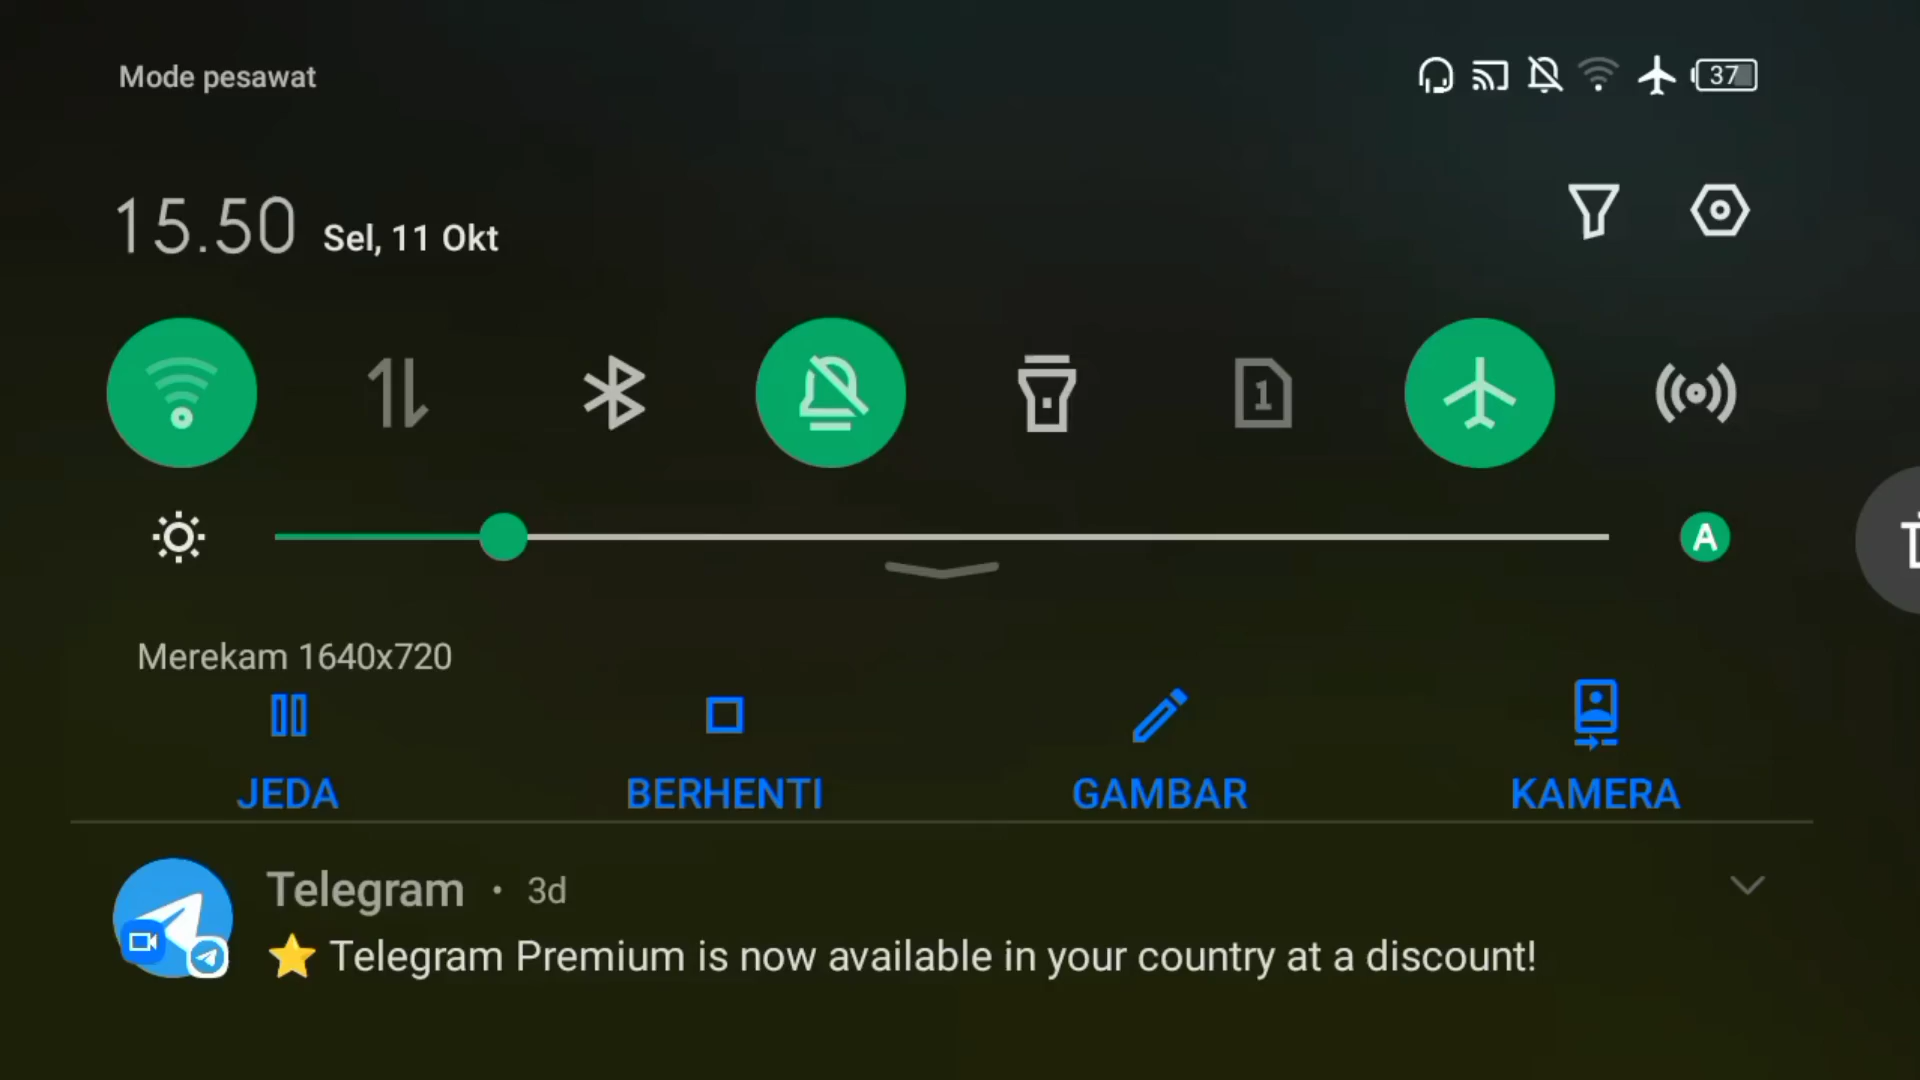 Mode pesawat
37
15.50 Sel, 11 Okt
1
A
Merekam 1640x720
JEDA
BERHENTI
GAMBAR
KAMERA
Telegram • 3d
⭐ Telegram Premium is now available in your country at a discount!